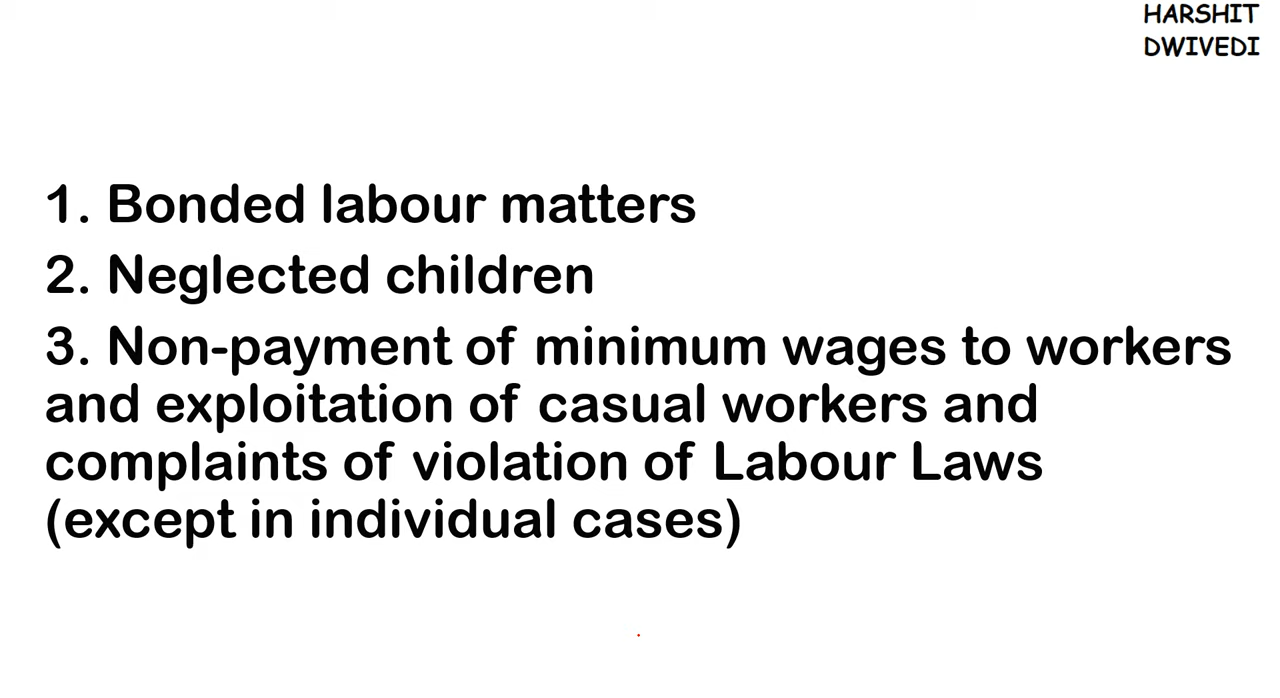 HARSHIT
DWIVEDI
1. Bonded labour matters
2. Neglected children
3. Non-payment of minimum wages to workers
and exploitation of casual workers and
complaints of violation of Labour Laws
(except in individual cases)